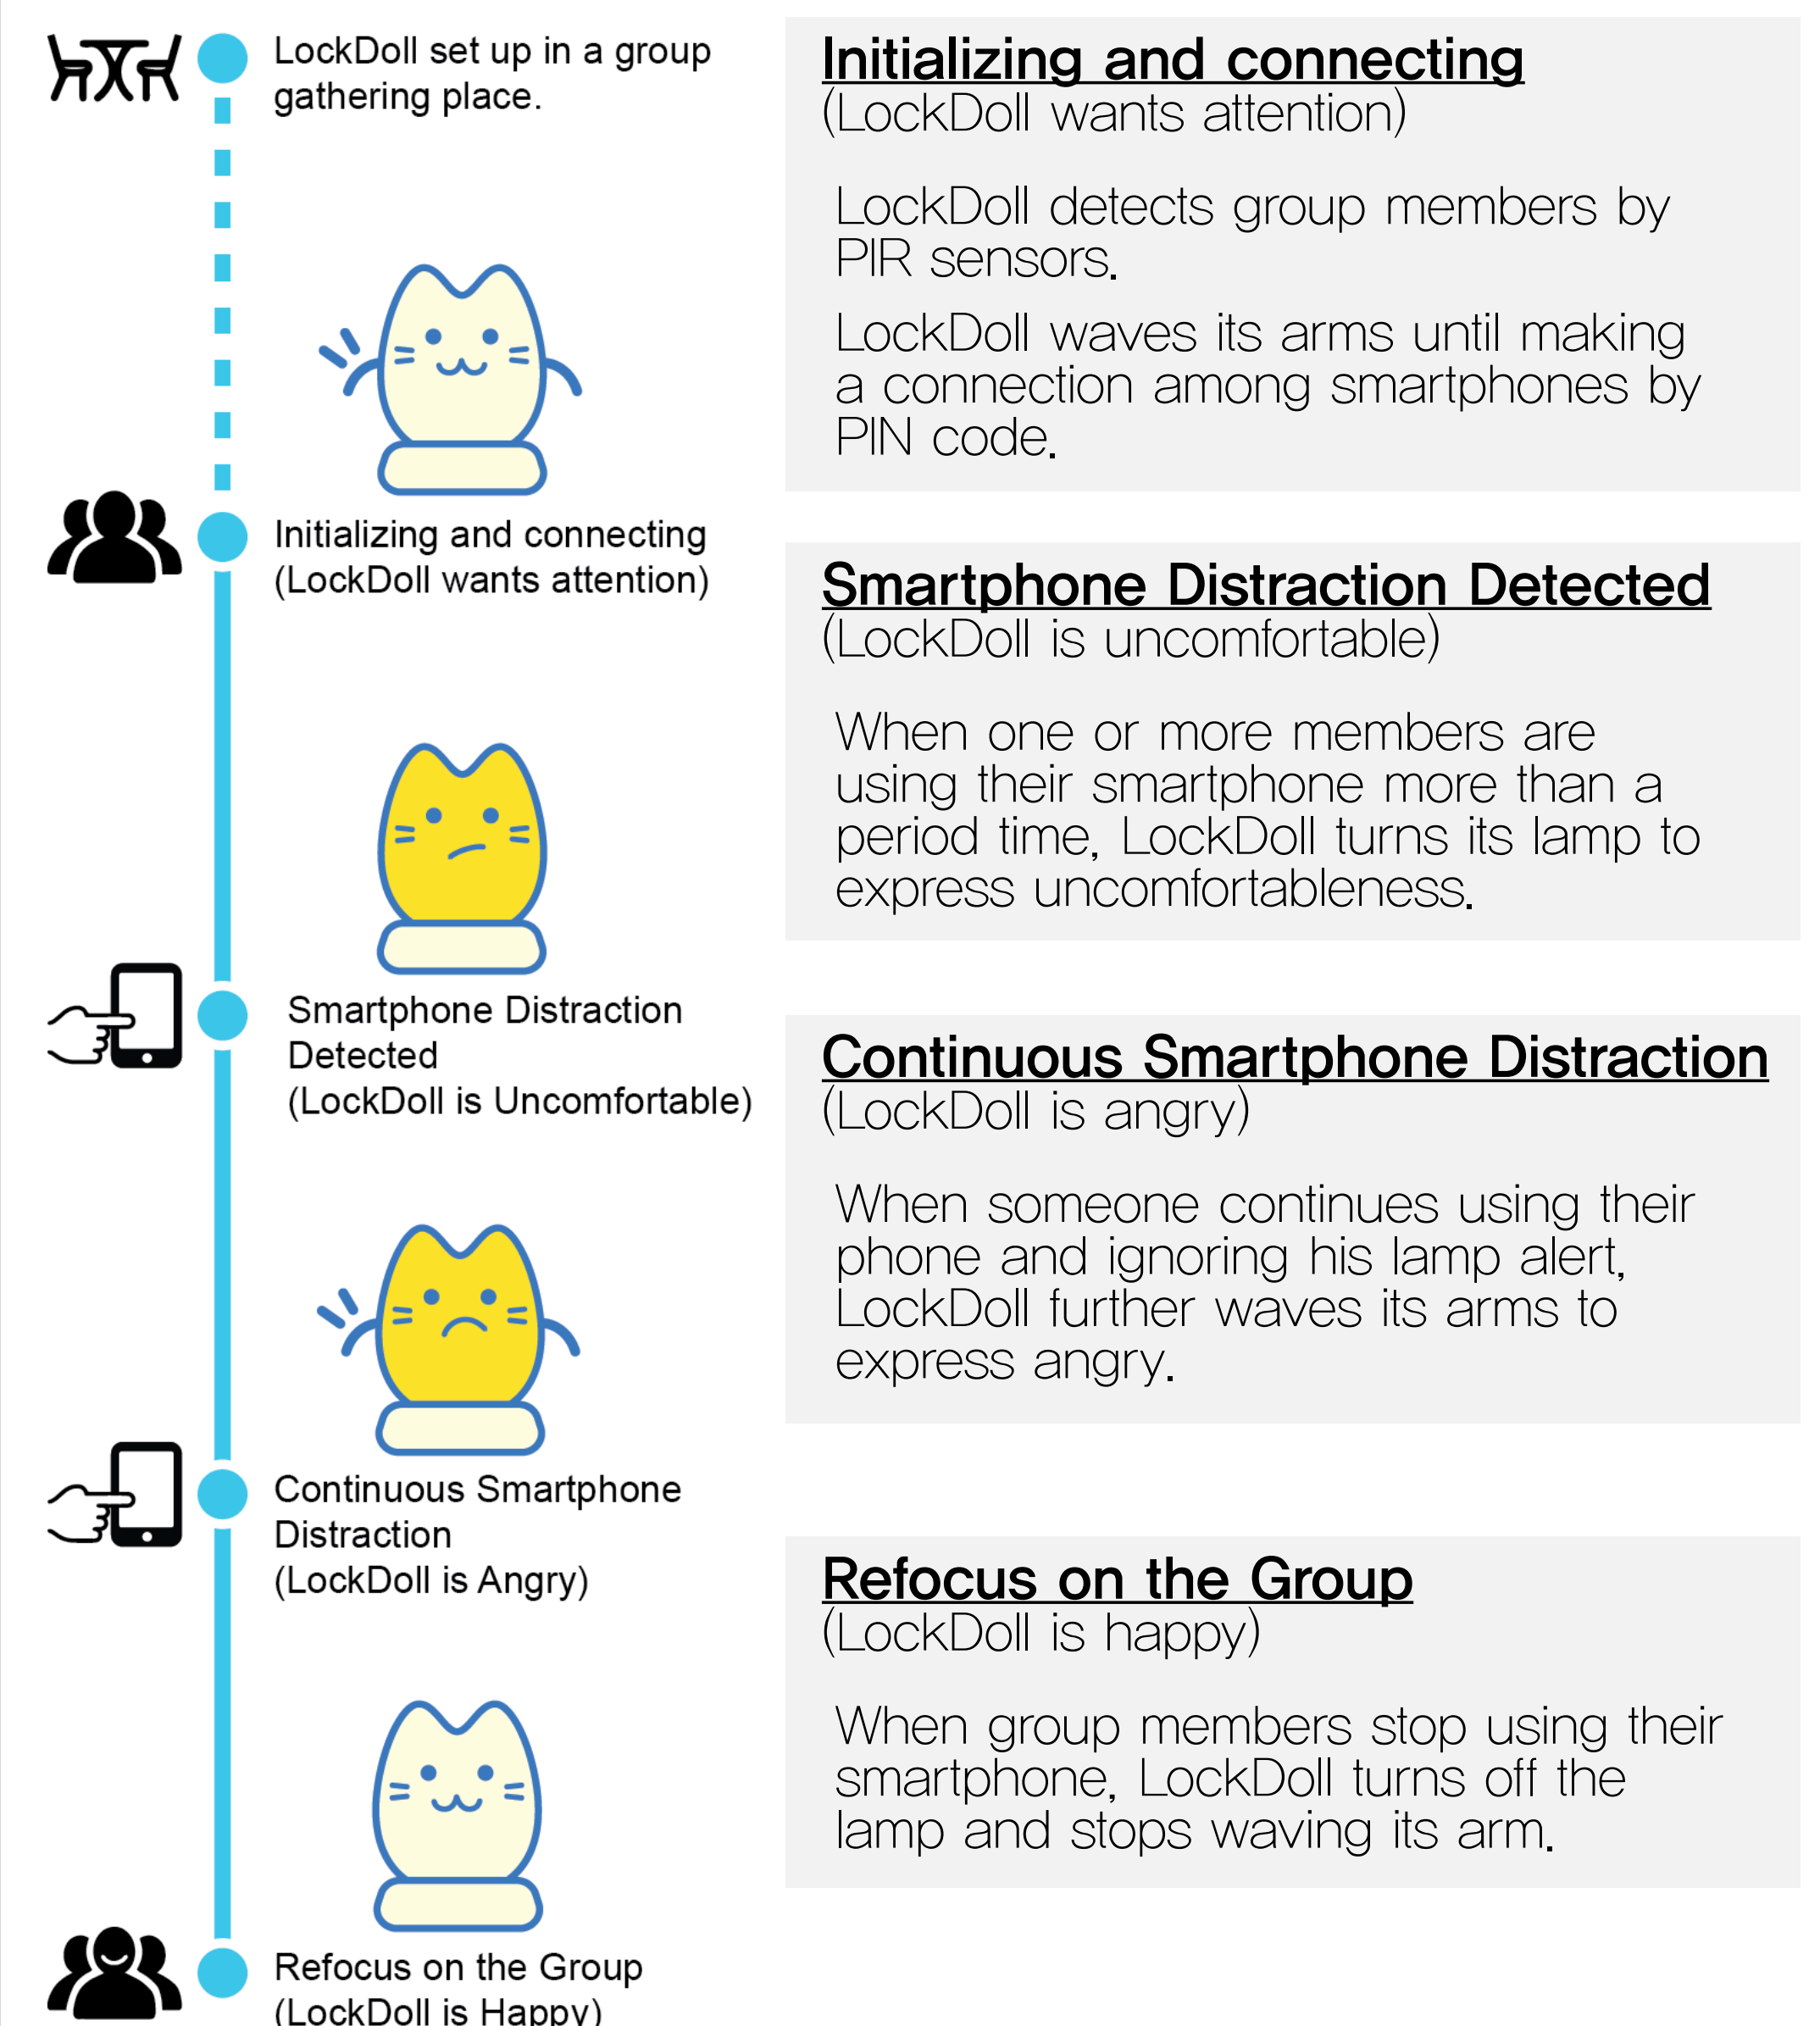 LockDoll set up in a group
gathering place.
Initializing and connecting
(LockDoll wants attention)
Smartphone Distraction
Detected
(LockDoll is Uncomfortable)
Continuous Smartphone
Distraction
(LockDoll is Angry)
Refocus on the Group
(LockDoll is Happy)
Initializing and connecting
(LockDoll wants attention)
LockDoll detects group members by
PIR sensors.
LockDoll waves its arms until making
a connection among smartphones by
PIN code.
Smartphone Distraction Detected
(LockDoll is uncomfortable)
When one or more members are
using their smartphone more than a
period time, LockDoll turns its lamp to
express uncomfortableness.
Continuous Smartphone Distraction
(LockDoll is angry)
When someone continues using their
phone and ignoring his lamp alert,
LockDoll further waves its arms to
express angry.
Refocus on the Group
(LockDoll is happy)
When group members stop using their
smartphone, LockDoll turns off the
lamp and stops waving its arm.